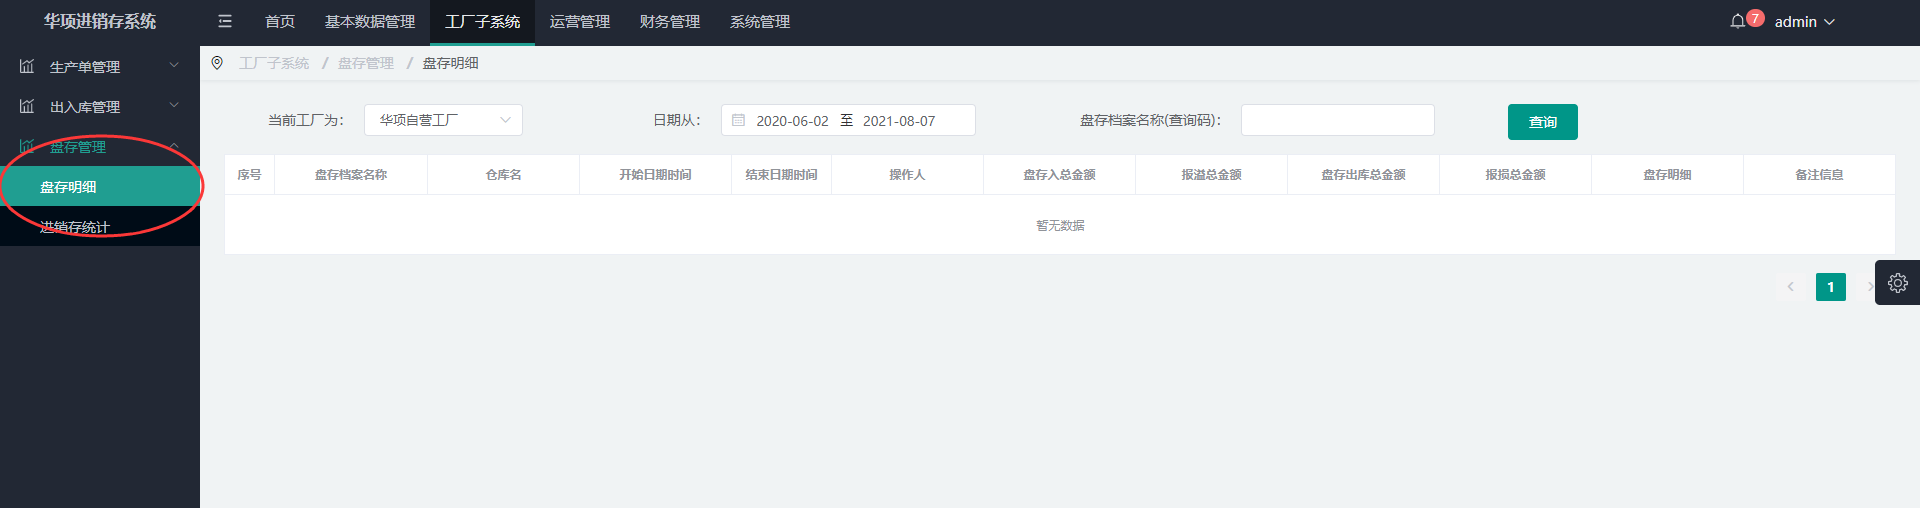 华项进销存系统 首页 基本数据管理 工厂子系统 运营管理 财务管理 系统管理 7 admin
生产单管理
出入库管理
盘存管理
盘存明细
进销存统计
工厂子系统 / 盘存管理 / 盘存明细
当前工厂为： 华项自营工厂 日期从： 2020-06-02 至 2021-08-07 盘存档案名称(查询码)： 查询
序号 盘存档案名称 仓库名 开始日期时间 结束日期时间 操作人 盘存入总金额 报溢总金额 盘存出库总金额 报损总金额 盘存明细 备注信息
暂无数据
1